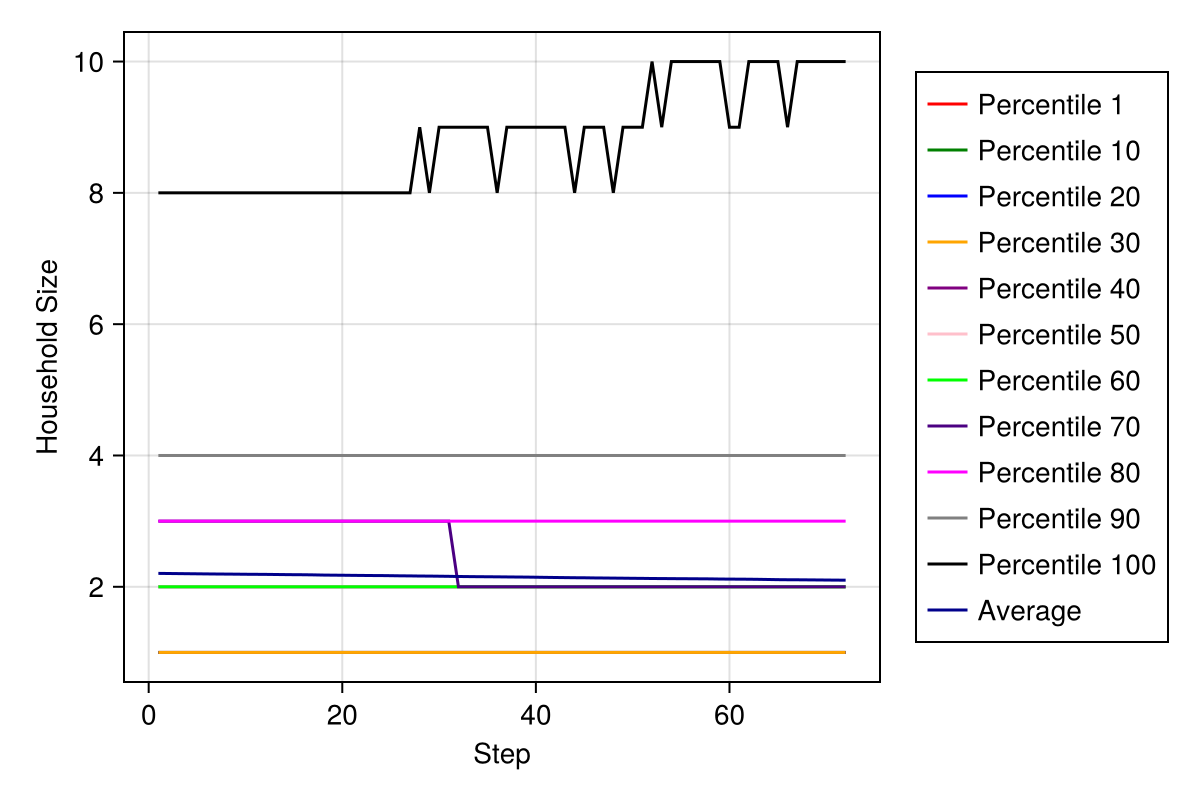 10
8
6
4
2
Household Size
0 20 40 60
Step
Percentile 1
Percentile 10
Percentile 20
Percentile 30
Percentile 40
Percentile 50
Percentile 60
Percentile 70
Percentile 80
Percentile 90
Percentile 100
Average